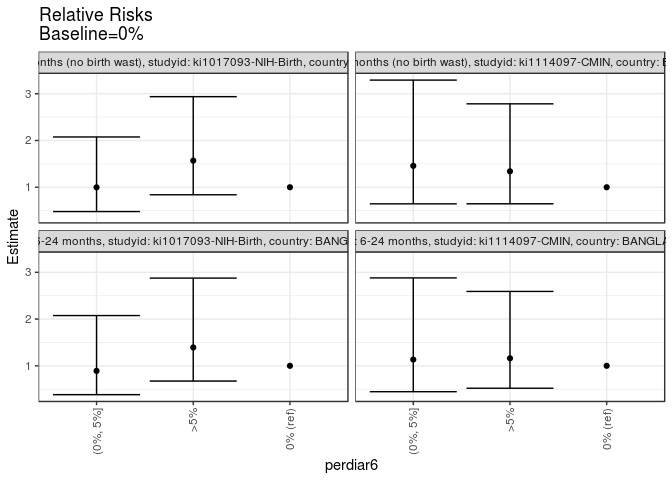 Relative Risks
Baseline=0%
onths (no birth wast), studyid: ki1017093-NIH-Birth, country
nonths (no birth wast), studyid: ki1114097-CMIN, country: B
3
2
1
6-24 months, studyid: ki1017093-NIH-Birth, country: BANG
: 6-24 months, studyid: ki1114097-CMIN, country: BANGLA
3
2
1
Estimate
(0%, 5%]
>5%
0% (ref)
(0%, 5%]
>5%
0% (ref)
perdiar6